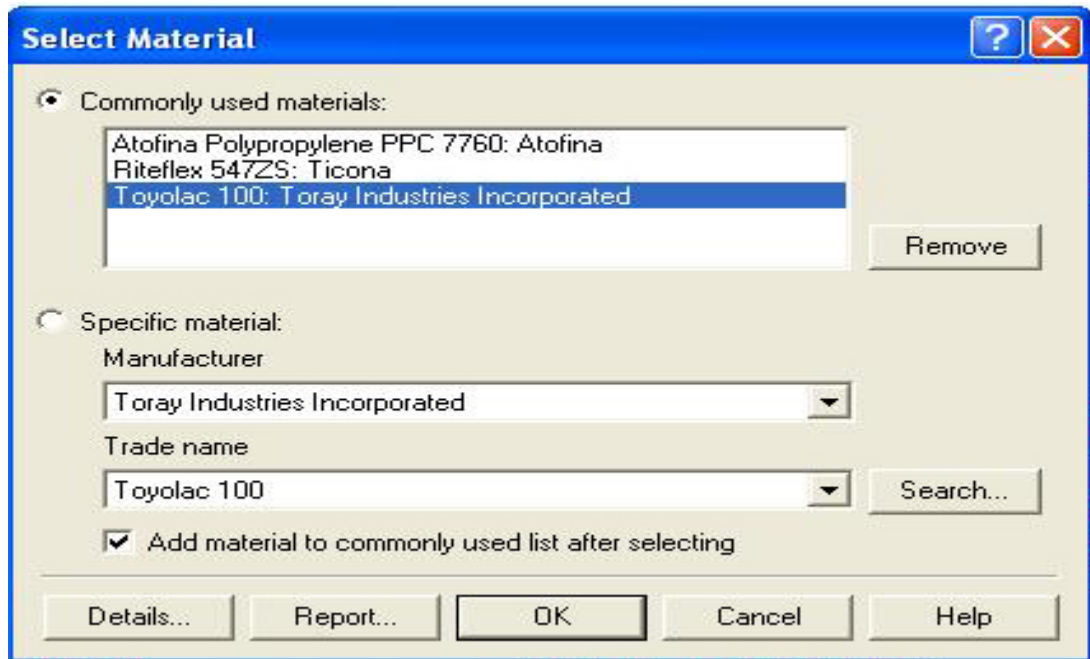 Select Material
Commonly used materials:
Atofina Polypropylene PPC 7760: Atofina
Riteflex 547ZS: Ticona
Toyolac 100: Toray Industries Incorporated
Remove
Specific material:
Manufacturer
Toray Industries Incorporated
Trade name
Toyolac 100
Search...
Add material to commonly used list after selecting
Details... Report... OK Cancel Help